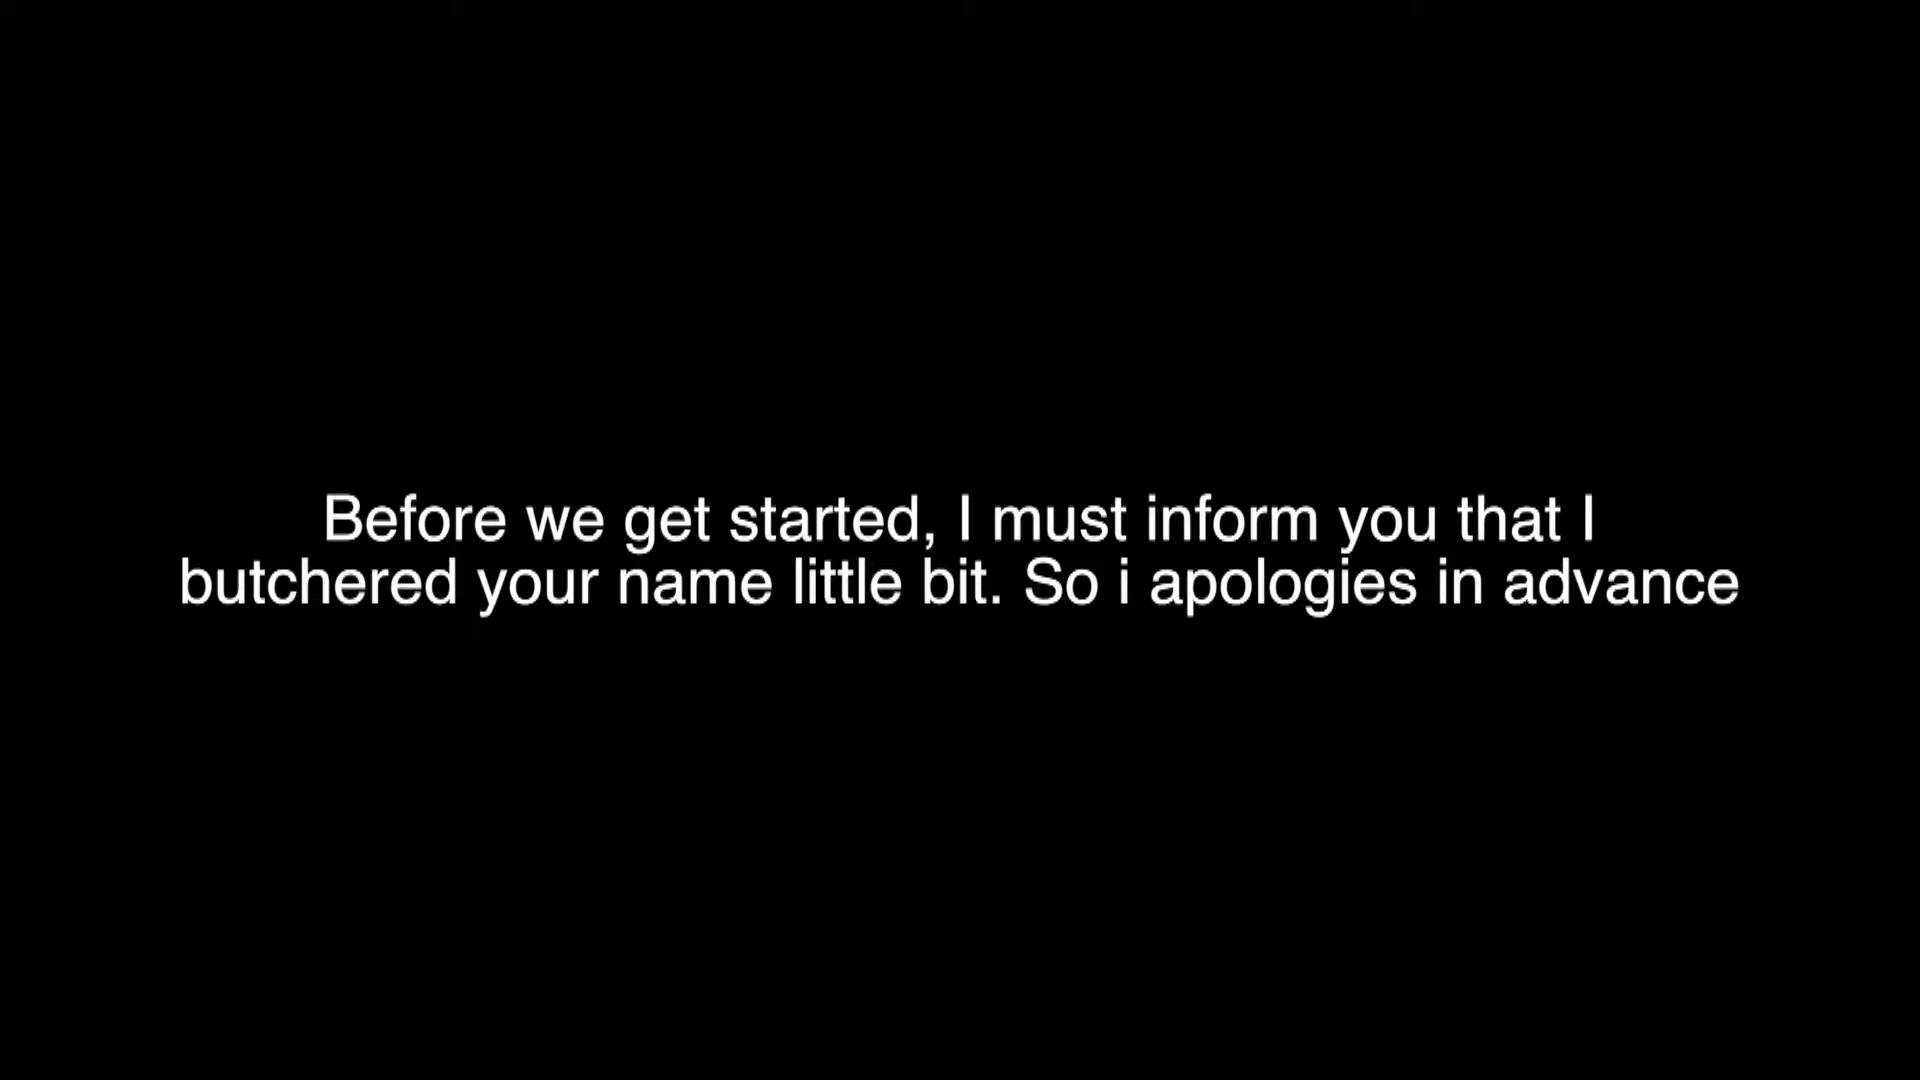 Before we get started, I must inform you that I
butchered your name little bit. So i apologies in advance